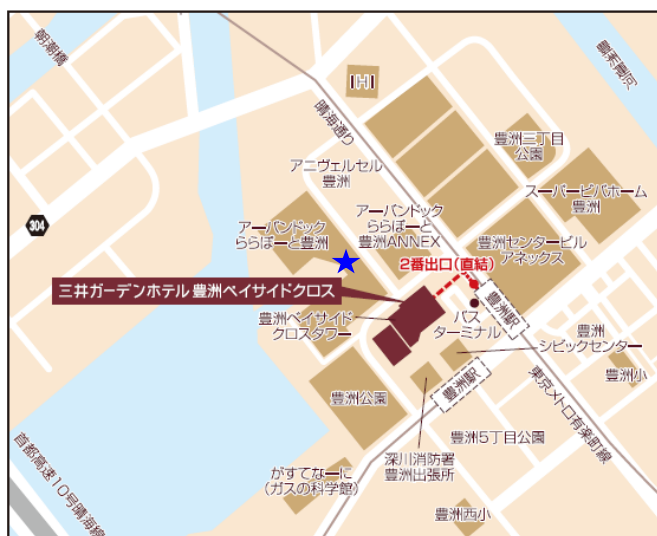 朝潮橋
IHI
豊洲運河
晴海通り
豊洲三丁目
公園
アニヴェルセル
豊洲
スーパービバホーム
豊洲
304
アーバンドック
ららぽーと豊洲
アーバンドック
ららぽーと
豊洲ANNEX
豊洲センタービル
アネックス
2番出口(直結)
三井ガーデンホテル 豊洲ベイサイドクロス
豊洲駅
豊洲ベイサイド
クロスタワー
バス
ターミナル
豊洲
シビックセンター
豊洲小
豊洲駅
東京メトロ有楽町線
豊洲公園
豊洲5丁目公園
首都高速10号晴海線
がすてなーに
(ガスの科学館)
深川消防署
豊洲出張所
豊洲西小